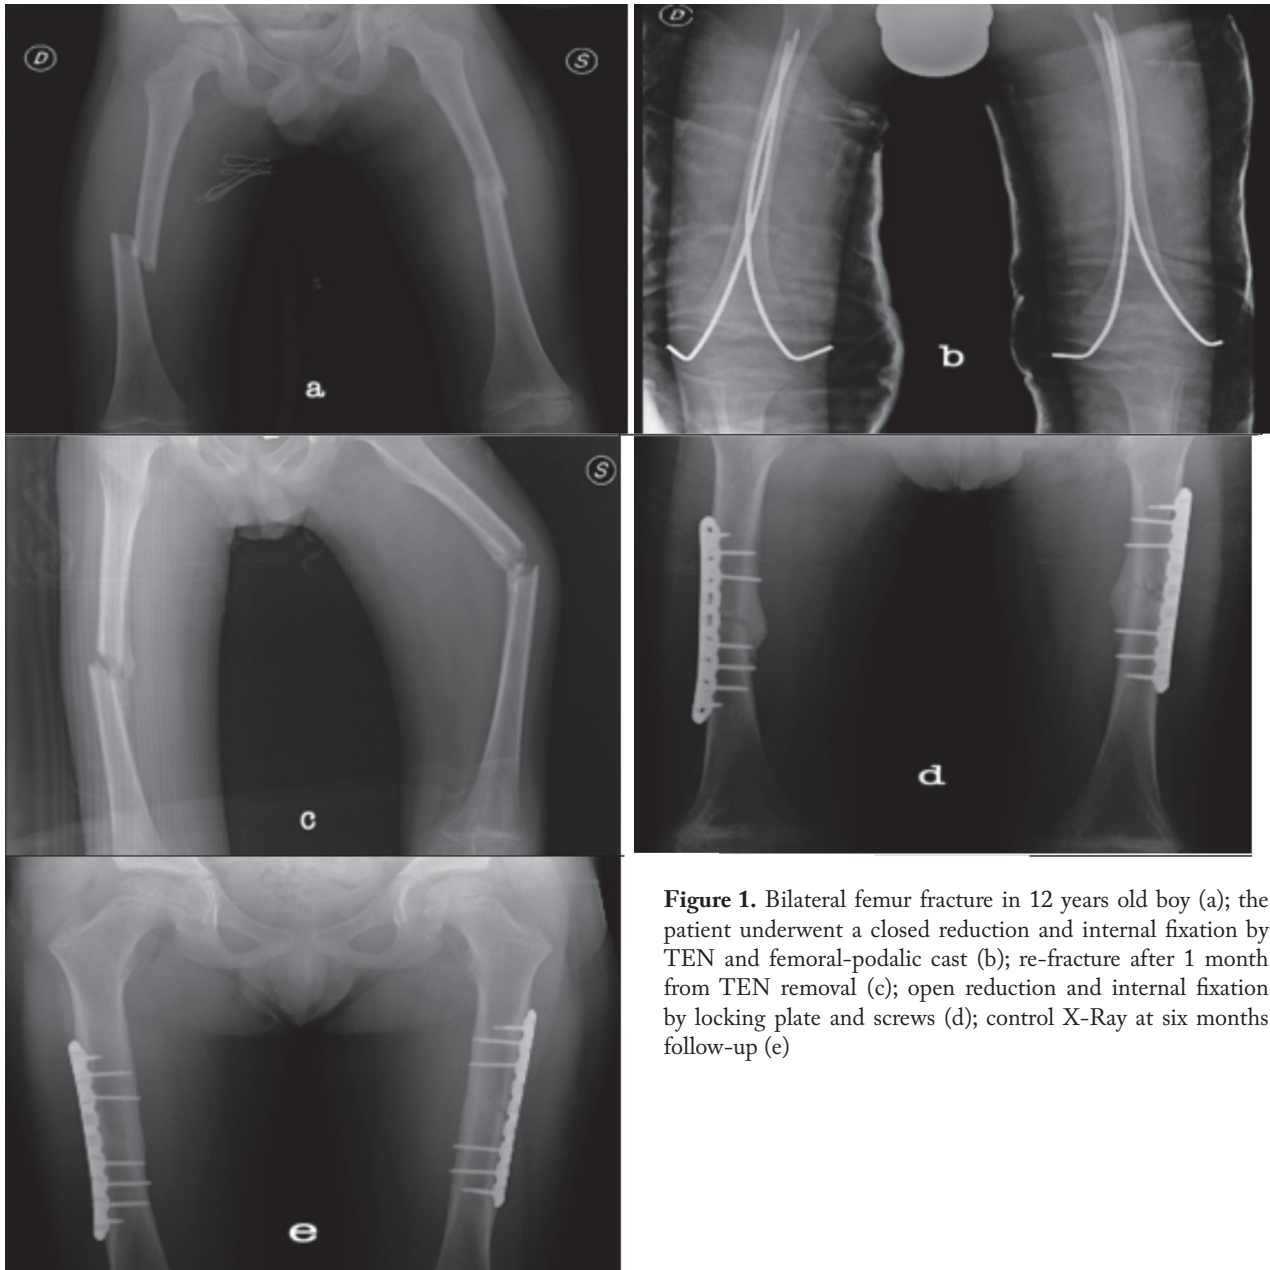 D
S
D
a
b
S
c
d
e
Figure 1. Bilateral femur fracture in 12 years old boy (a); the
patient underwent a closed reduction and internal fixation by
TEN and femoral-podalic cast (b); re-fracture after 1 month
from TEN removal (c); open reduction and internal fixation
by locking plate and screws (d); control X-Ray at six months
follow-up (e)